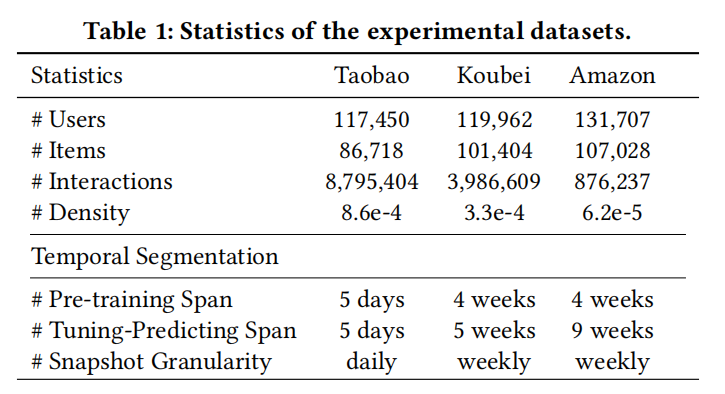 Table 1: Statistics of the experimental datasets.
Statistics Taobao Koubei Amazon
# Users 117,450 119,962 131,707
# Items 86,718 101,404 107,028
# Interactions 8,795,404 3,986,609 876,237
# Density 8.6e-4 3.3e-4 6.2e-5
Temporal Segmentation
# Pre-training Span 5 days 4 weeks 4 weeks
# Tuning-Predicting Span 5 days 5 weeks 9 weeks
# Snapshot Granularity daily weekly weekly